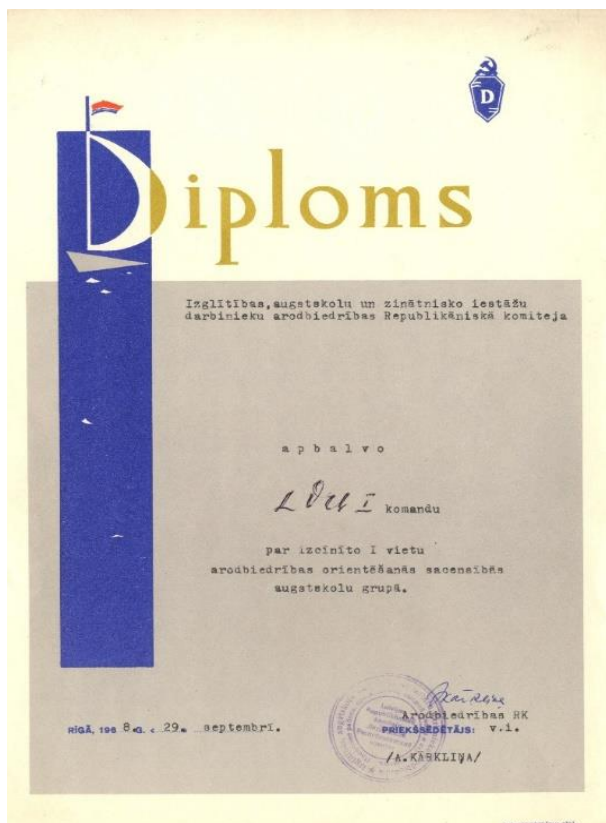 D
Diploms
Izglītības, augstskolu un zinātnisko iestāžu
darbinieku arodbiedrības Republikāniskā komiteja
apbalvo
I komandu
par izcīnīto I vietu
arodbiedrības orientēšanās sacensībās
augstskolu grupā.
Arodbiedrības RK
RĪGĀ, 1968.G. < 29. septembrī.
PRIEKŠSĒDĒTĀJS: v.i.
/A.KĀRKLIŅA/